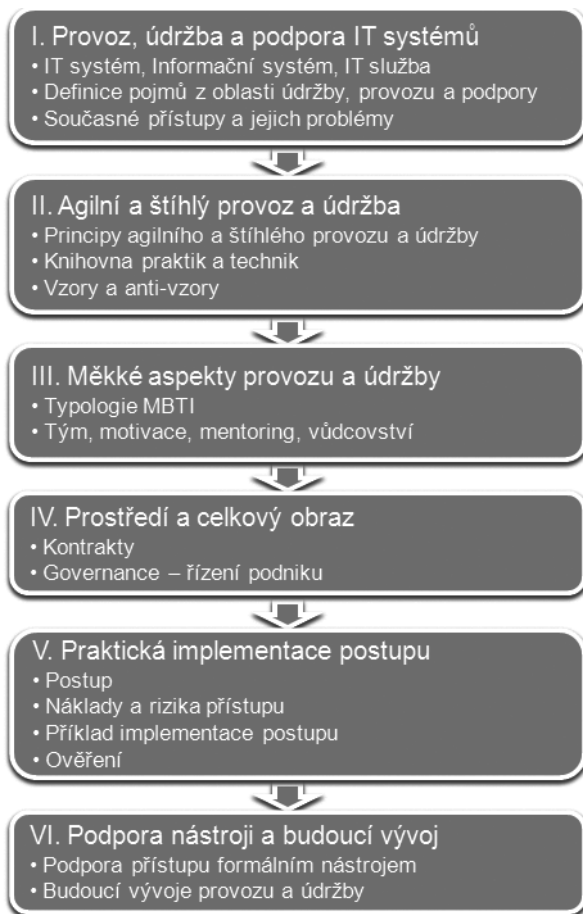 I. Provoz, údržba a podpora IT systémů
• IT systém, Informační systém, IT služba
• Definice pojmů z oblasti údržby, provozu a podpory
• Současné přístupy a jejich problémy
II. Agilní a štíhlý provoz a údržba
• Principy agilního a štíhlého provozu a údržby
• Knihovna praktik a technik
• Vzory a anti-vzory
III. Měkké aspekty provozu a údržby
• Typologie MBTI
• Tým, motivace, mentoring, vůdcovství
IV. Prostředí a celkový obraz
• Kontrakty
• Governance – řízení podniku
V. Praktická implementace postupu
• Postup
• Náklady a rizika přístupu
• Příklad implementace postupu
• Ověření
VI. Podpora nástroji a budoucí vývoj
• Podpora přístupu formálním nástrojem
• Budoucí vývoje provozu a údržby